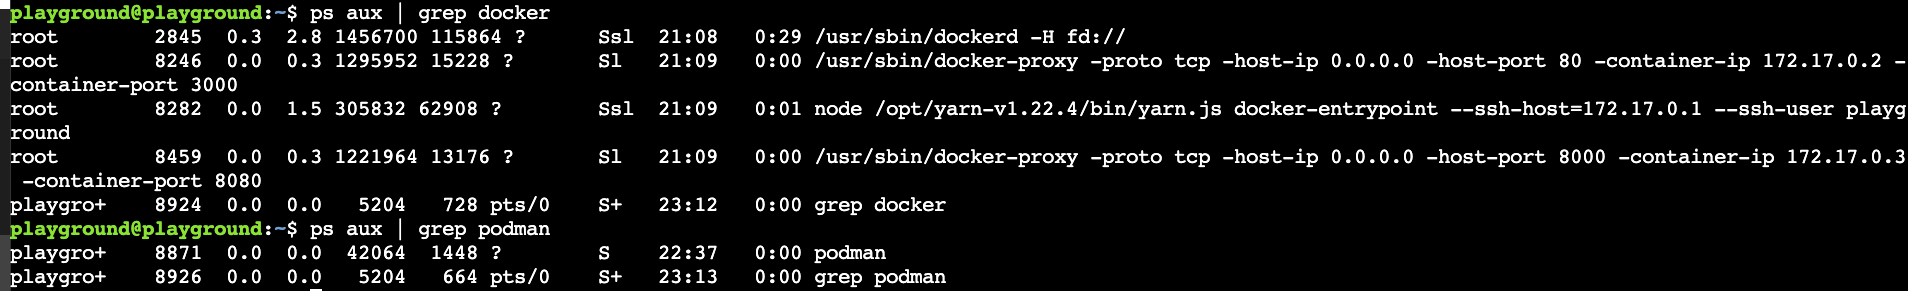 playground@playground:~$ ps aux | grep docker
root        2845  0.3  2.8 1456700 115864 ?      Ssl  21:08   0:29 /usr/sbin/dockerd -H fd://
root        8246  0.0  0.3 1295952 15228 ?       Sl   21:09   0:00 /usr/sbin/docker-proxy -proto tcp -host-ip 0.0.0.0 -host-port 80 -container-ip 172.17.0.2 -
container-port 3000
root        8282  0.0  1.5 305832 62908 ?        Ssl  21:09   0:01 node /opt/yarn-v1.22.4/bin/yarn.js docker-entrypoint --ssh-host=172.17.0.1 --ssh-user playg
round
root        8459  0.0  0.3 1221964 13176 ?       Sl   21:09   0:00 /usr/sbin/docker-proxy -proto tcp -host-ip 0.0.0.0 -host-port 8000 -container-ip 172.17.0.3
 -container-port 8080
playgro+    8924  0.0  0.0   5204   728 pts/0    S+   23:12   0:00 grep docker
playground@playground:~$ ps aux | grep podman
playgro+    8871  0.0  0.0  42064  1448 ?        S    22:37   0:00 podman
playgro+    8926  0.0  0.0   5204   664 pts/0    S+   23:13   0:00 grep podman